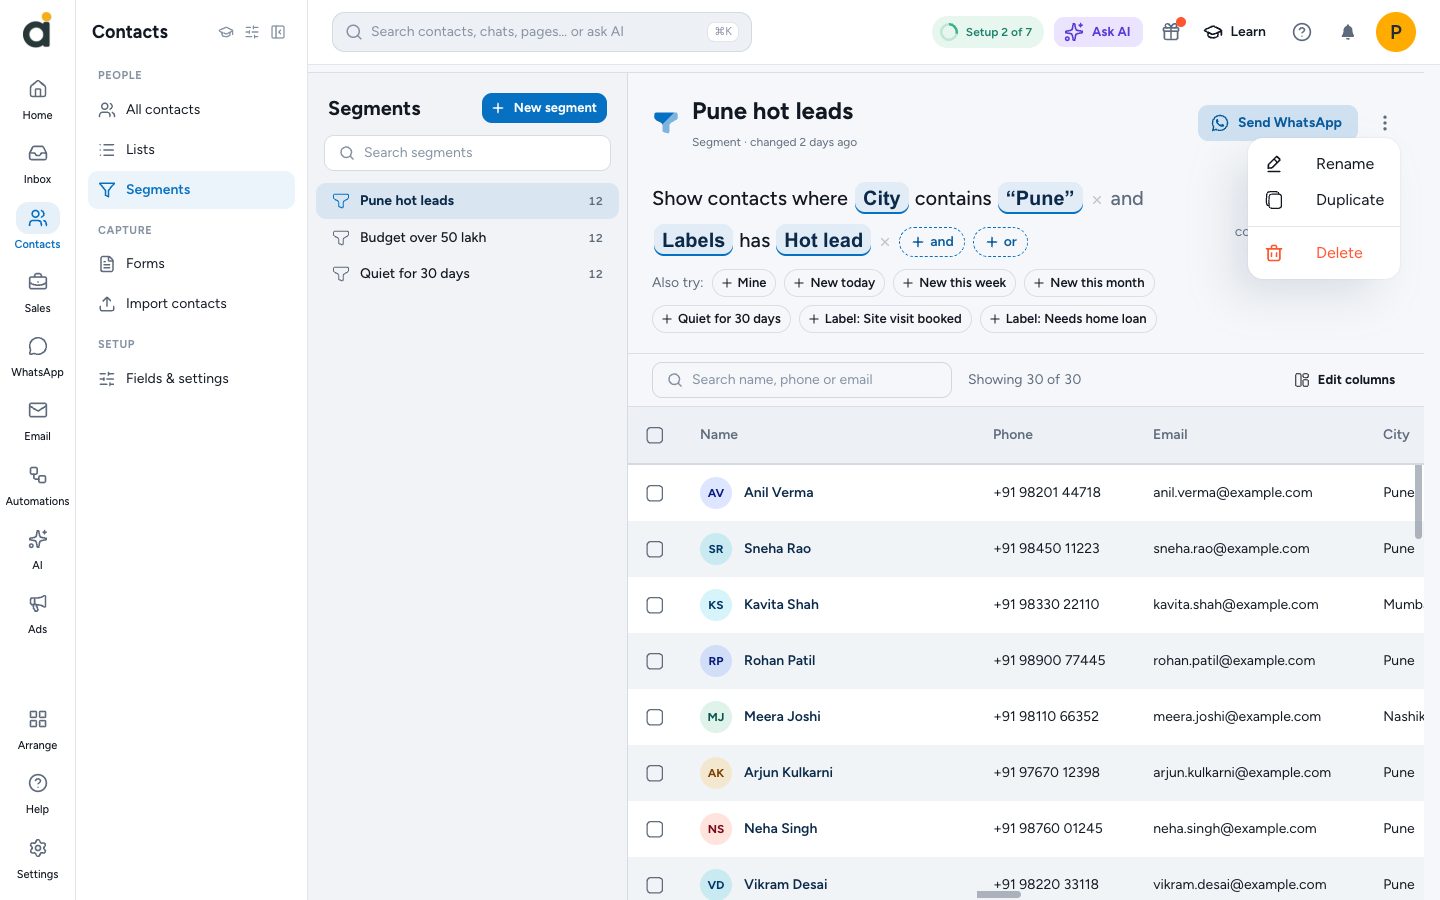 Contacts
Search contacts, chats, pages... or ask AI
⌘K
Setup 2 of 7
Ask AI
Learn
P
Home
Inbox
Contacts
Sales
WhatsApp
Email
Automations
AI
Ads
Arrange
Help
Settings
PEOPLE
All contacts
Lists
Segments
CAPTURE
Forms
Import contacts
SETUP
Fields & settings
Segments
+ New segment
Search segments
Pune hot leads 12
Budget over 50 lakh 12
Quiet for 30 days 12
Pune hot leads
Segment · changed 2 days ago
Send WhatsApp
Rename
Duplicate
Delete
Show contacts where City contains “Pune” × and
Labels has Hot lead × + and + or
Also try: + Mine + New today + New this week + New this month
+ Quiet for 30 days + Label: Site visit booked + Label: Needs home loan
Search name, phone or email
Showing 30 of 30
Edit columns
Name Phone Email City
AV Anil Verma +91 98201 44718 anil.verma@example.com Pune
SR Sneha Rao +91 98450 11223 sneha.rao@example.com Pune
KS Kavita Shah +91 98330 22110 kavita.shah@example.com Mumb
RP Rohan Patil +91 98900 77445 rohan.patil@example.com Pune
MJ Meera Joshi +91 98110 66352 meera.joshi@example.com Nashik
AK Arjun Kulkarni +91 97670 12398 arjun.kulkarni@example.com Pune
NS Neha Singh +91 98760 01245 neha.singh@example.com Pune
VD Vikram Desai +91 98220 33118 vikram.desai@example.com Pune